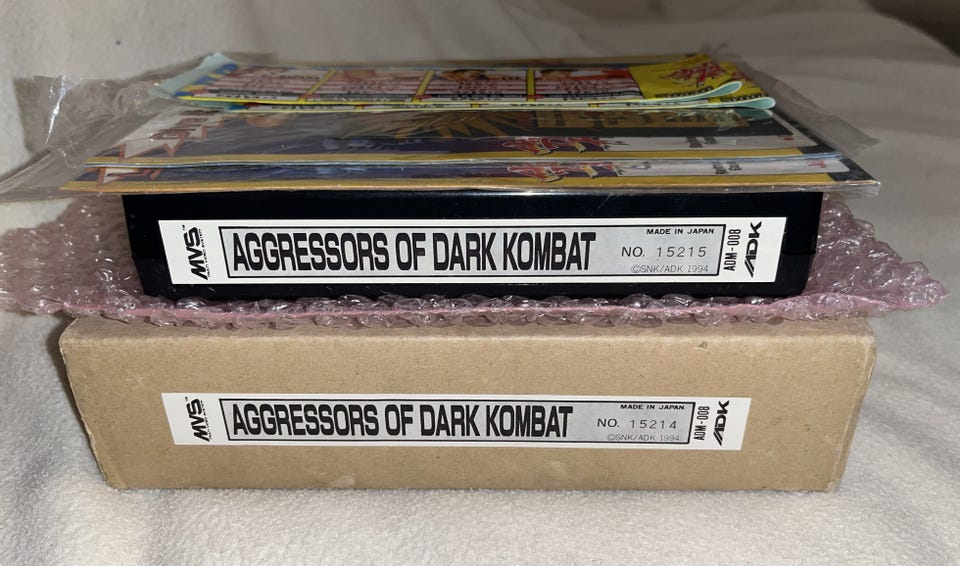 MVS
AGGRESSORS OF DARK KOMBAT
MADE IN JAPAN
NO. 15215
©SNK/ADK 1994
ADM-008
ADK
MVS
AGGRESSORS OF DARK KOMBAT
MADE IN JAPAN
NO. 15214
©SNK/ADK 1994
ADM-008
ADK